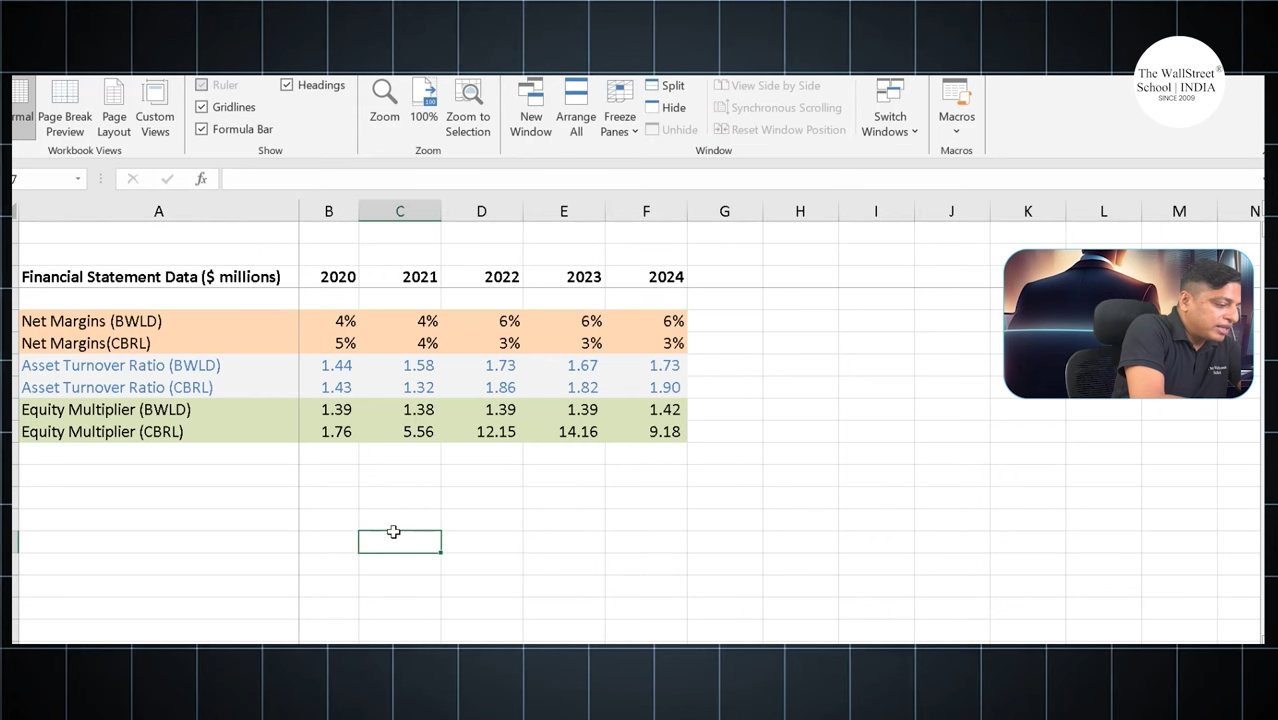 The WallStreet®
School | INDIA
SINCE 2009
Ruler
Headings
Gridlines
Formula Bar
Page Break
Preview
Page
Layout
Custom
Views
Workbook Views
Show
Zoom
100%
Zoom to
Selection
Zoom
New
Window
Arrange
All
Freeze
Panes
Split
Hide
Unhide
View Side by Side
Synchronous Scrolling
Reset Window Position
Window
Switch
Windows
Macros
Macros
fx
A B C D E F G H I J K L M N
Financial Statement Data ($ millions) 2020 2021 2022 2023 2024
Net Margins (BWLD) 4% 4% 6% 6% 6%
Net Margins(CBRL) 5% 4% 3% 3% 3%
Asset Turnover Ratio (BWLD) 1.44 1.58 1.73 1.67 1.73
Asset Turnover Ratio (CBRL) 1.43 1.32 1.86 1.82 1.90
Equity Multiplier (BWLD) 1.39 1.38 1.39 1.39 1.42
Equity Multiplier (CBRL) 1.76 5.56 12.15 14.16 9.18